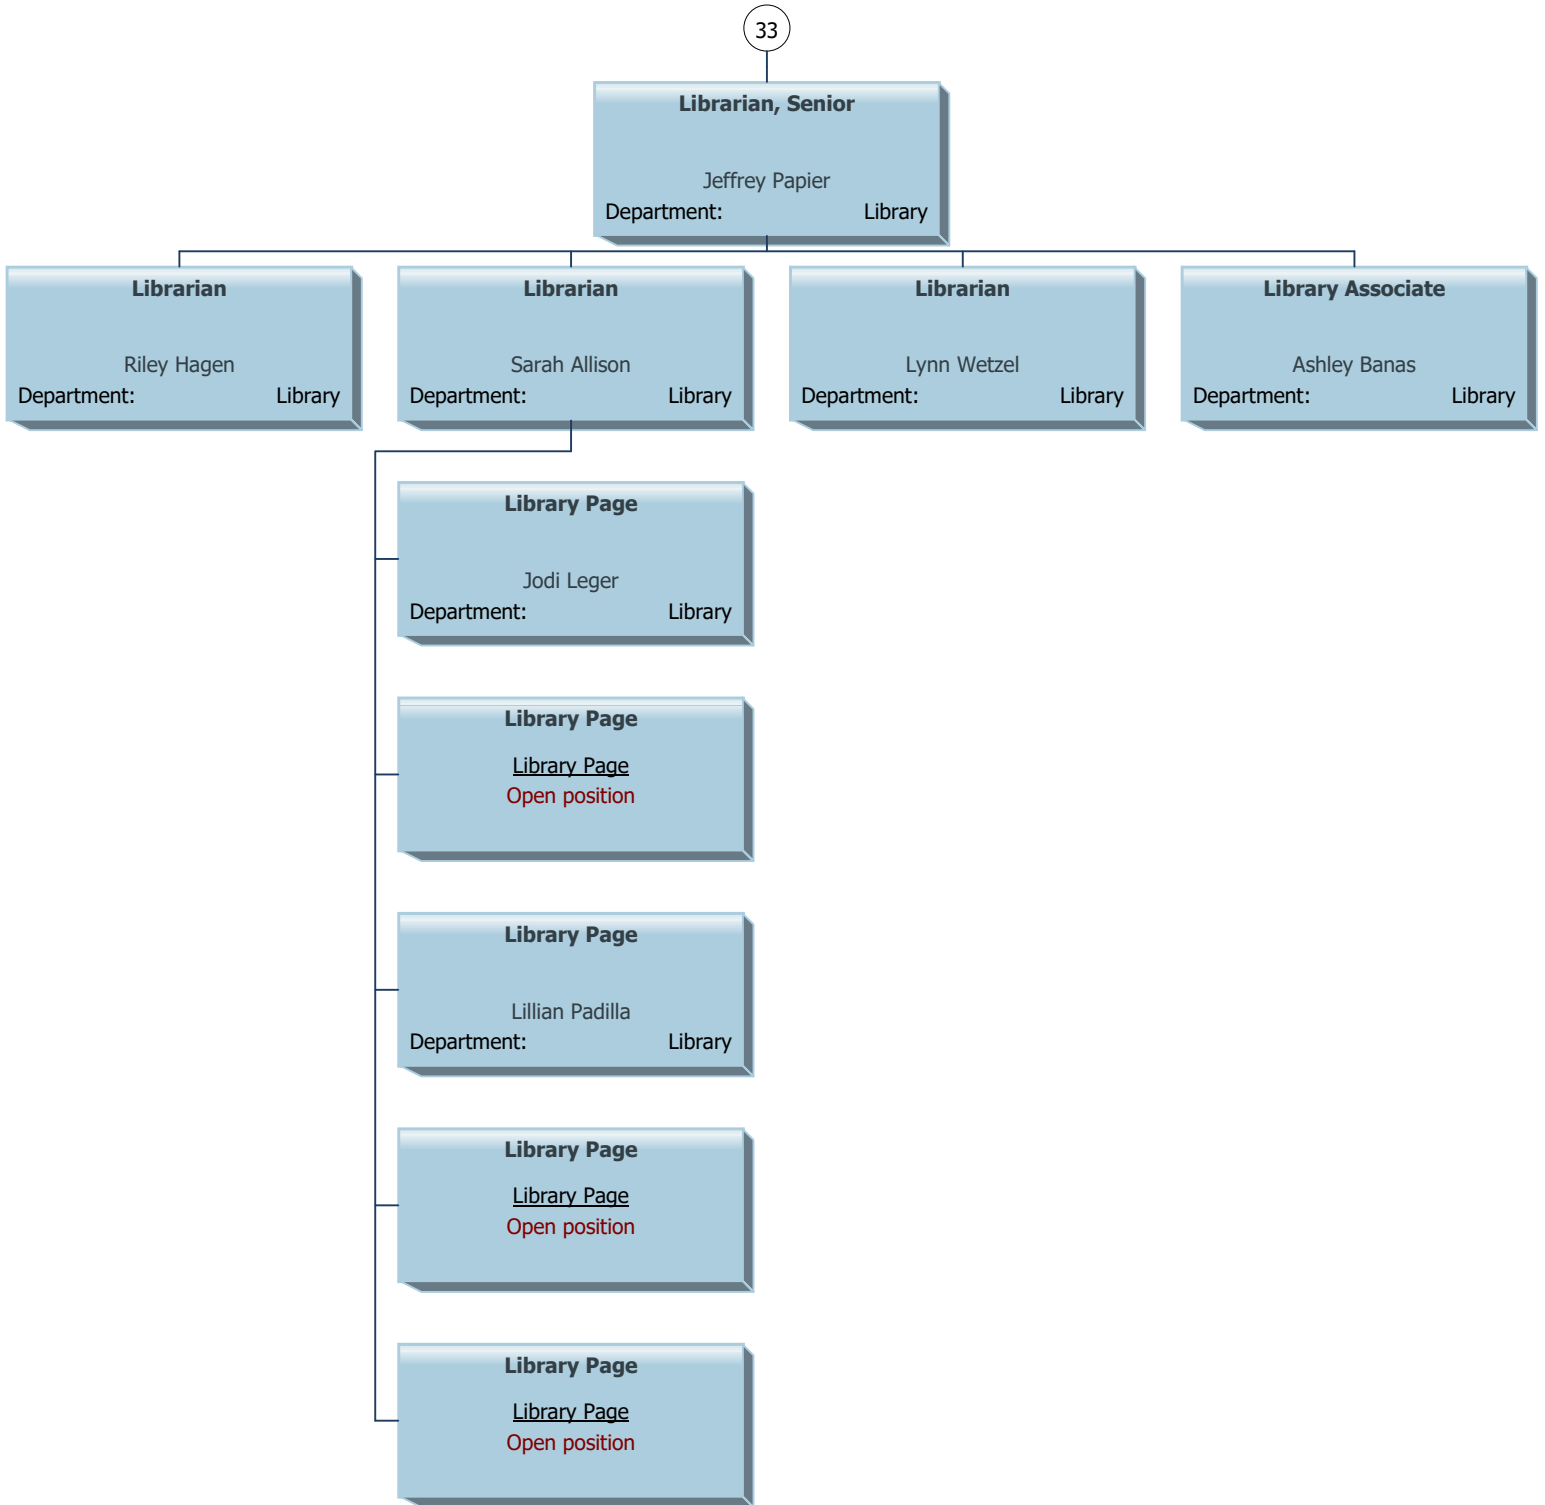 33
Librarian, Senior
Jeffrey Papier
Department: Library
Librarian
Riley Hagen
Department: Library
Librarian
Sarah Allison
Department: Library
Librarian
Lynn Wetzel
Department: Library
Library Associate
Ashley Banas
Department: Library
Library Page
Jodi Leger
Department: Library
Library Page
Library Page
Open position
Library Page
Lillian Padilla
Department: Library
Library Page
Library Page
Open position
Library Page
Library Page
Open position